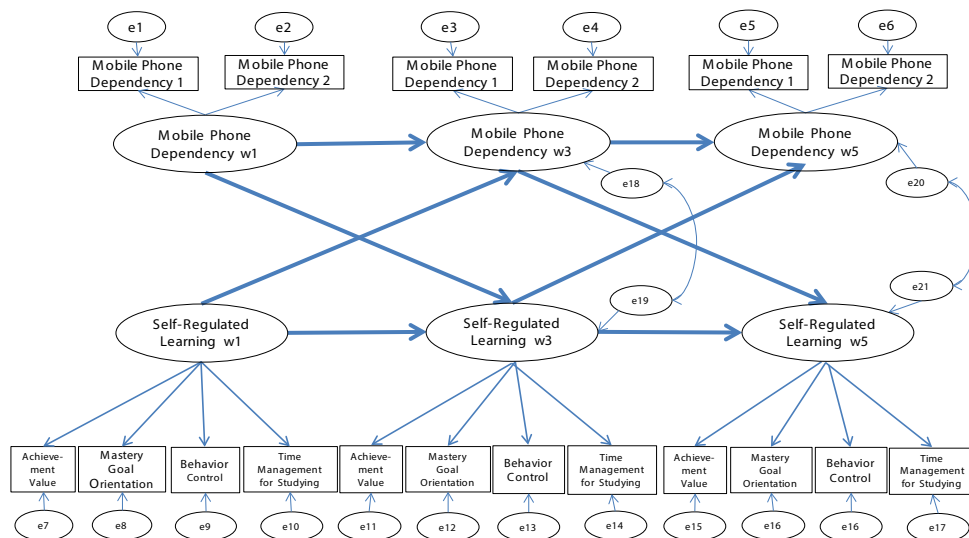 e1
e2
e3
e4
e5
e6
Mobile Phone
Dependency 1
Mobile Phone
Dependency 2
Mobile Phone
Dependency 1
Mobile Phone
Dependency 2
Mobile Phone
Dependency 1
Mobile Phone
Dependency 2
Mobile Phone
Dependency w1
Mobile Phone
Dependency w3
Mobile Phone
Dependency w5
e18
e20
e19
e21
Self-Regulated
Learning w1
Self-Regulated
Learning w3
Self-Regulated
Learning w5
Achieve-
ment
Value
Mastery
Goal
Orientation
Behavior
Control
Time
Management
for Studying
Achieve-
ment
Value
Mastery
Goal
Orientation
Behavior
Control
Time
Management
for Studying
Achieve-
ment
Value
Mastery
Goal
Orientation
Behavior
Control
Time
Management
for Studying
e7
e8
e9
e10
e11
e12
e13
e14
e15
e16
e16
e17